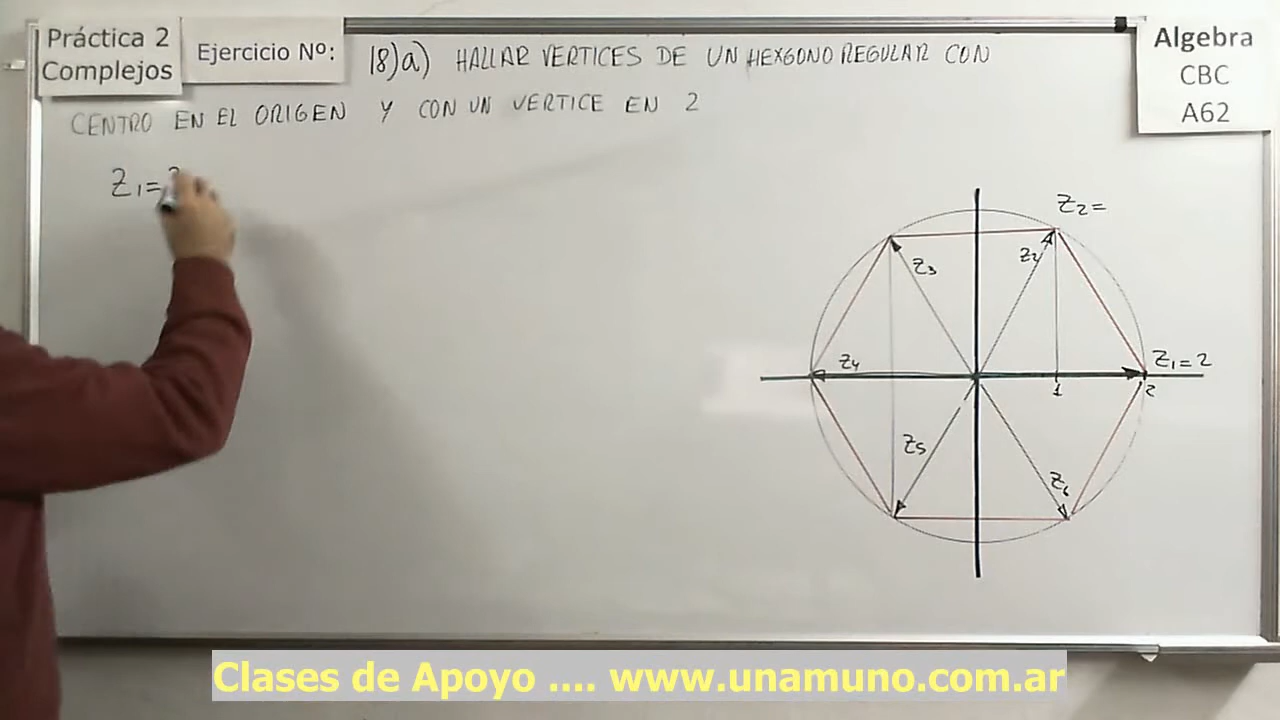 Práctica 2
Complejos
Ejercicio Nº:
18)a) HALLAR VERTICES DE UN HEXGONO REGULAR CON
CENTRO EN EL ORIGEN Y CON UN VERTICE EN 2
Algebra
CBC
A62
Z1=
Z2=
Z3
Z2
Z4
Z1=2
1
2
Z5
Z6
Clases de Apoyo .... www.unamuno.com.ar